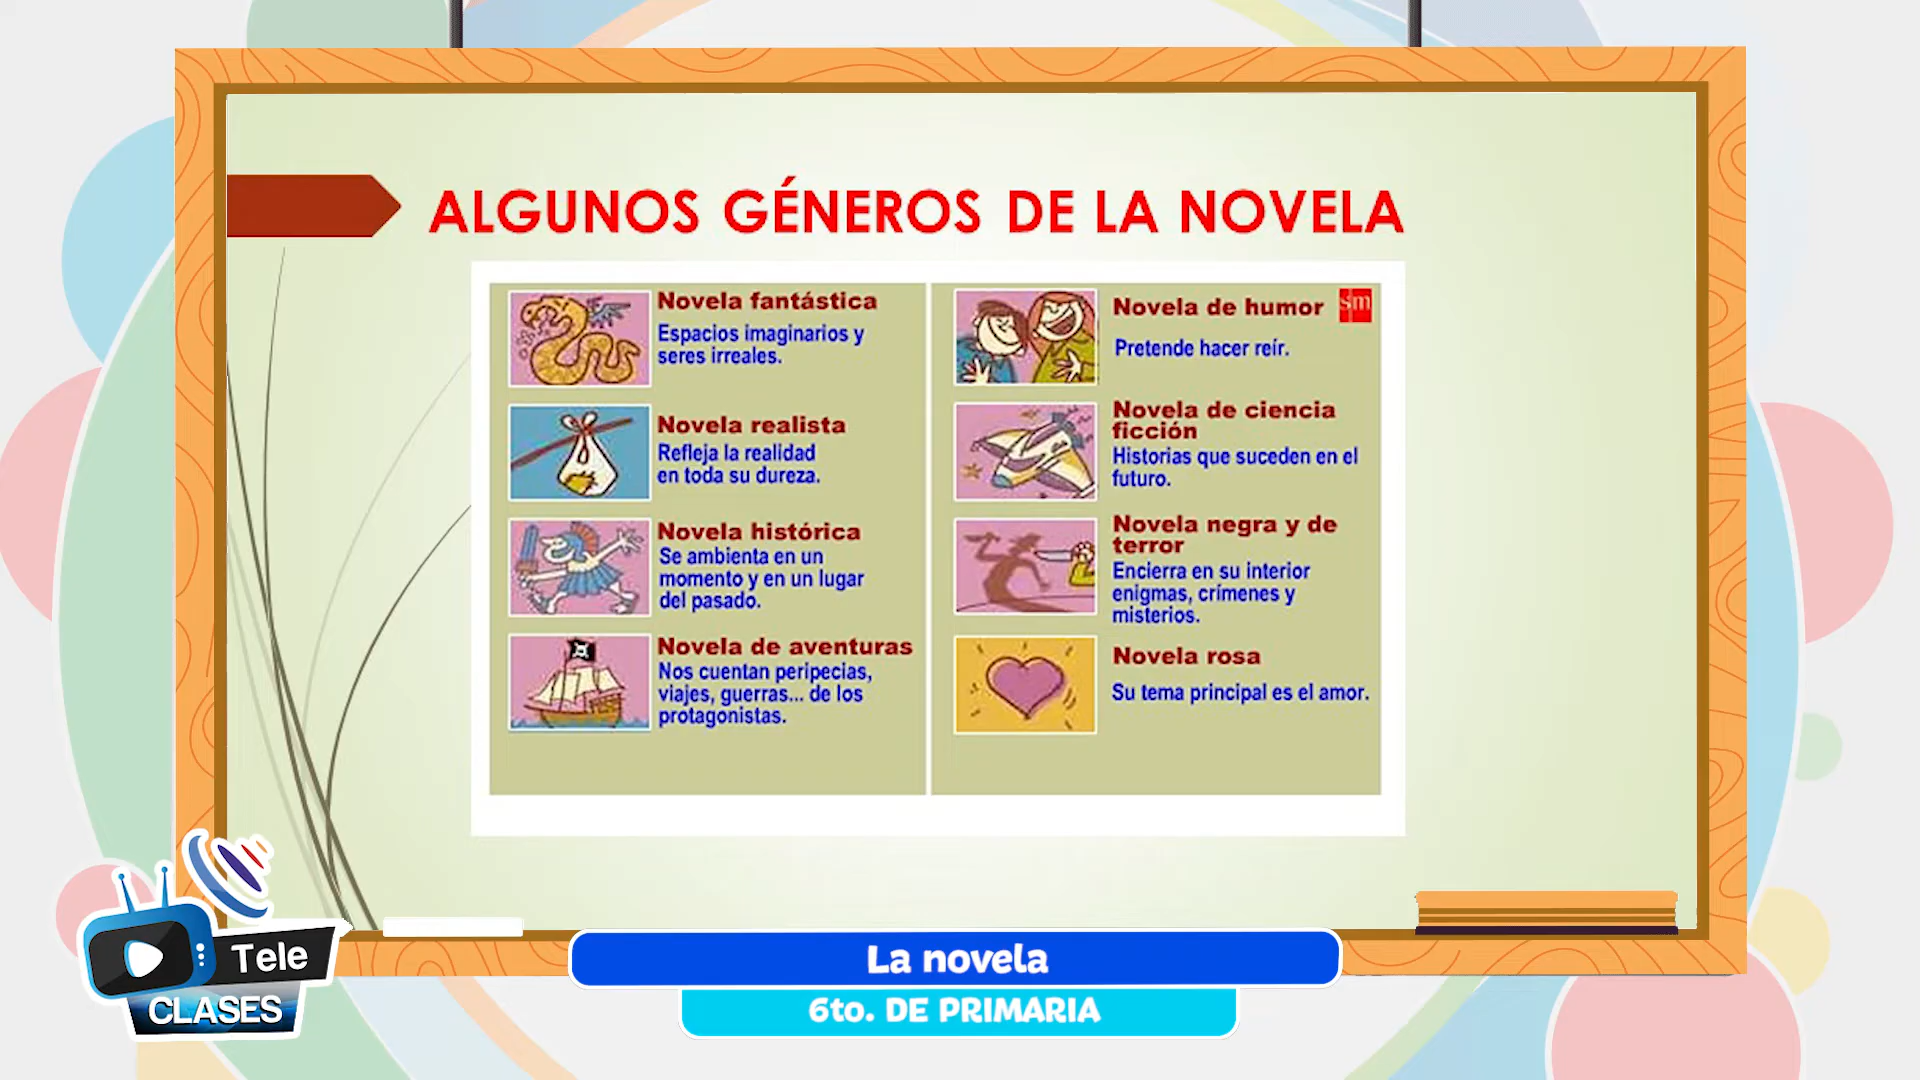 ALGUNOS GÉNEROS DE LA NOVELA
Novela fantástica
Espacios imaginarios y
seres irreales.
Novela realista
Refleja la realidad
en toda su dureza.
Novela histórica
Se ambienta en un
momento y en un lugar
del pasado.
Novela de aventuras
Nos cuentan peripecias,
viajes, guerras... de los
protagonistas.
Novela de humor
sm
Pretende hacer reír.
Novela de ciencia
ficción
Historias que suceden en el
futuro.
Novela negra y de
terror
Encierra en su interior
enigmas, crímenes y
misterios.
Novela rosa
Su tema principal es el amor.
Tele
CLASES
La novela
6to. DE PRIMARIA